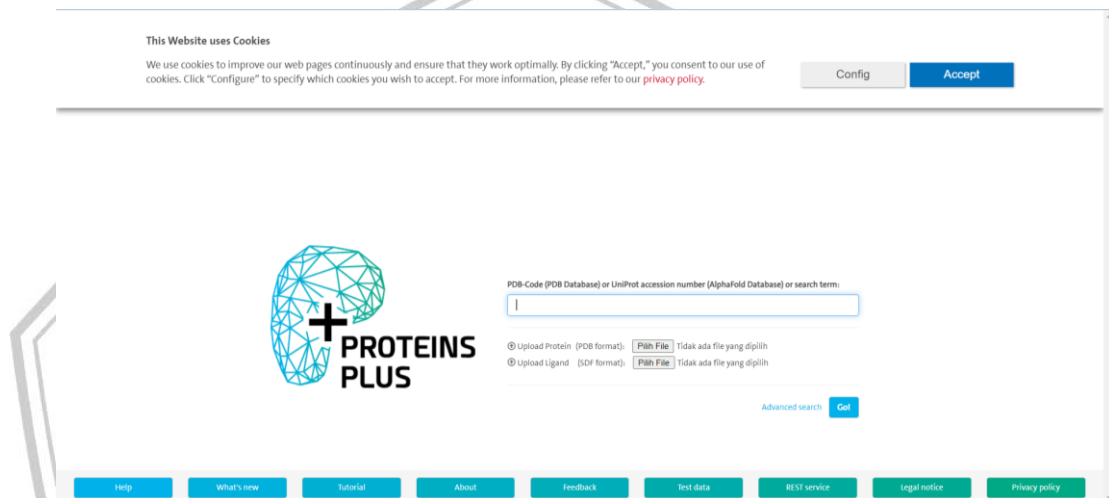 This Website uses Cookies
We use cookies to improve our web pages continuously and ensure that they work optimally. By clicking "Accept," you consent to our use of
cookies. Click "Configure" to specify which cookies you wish to accept. For more information, please refer to our privacy policy.
Config
Accept
PDB-Code (PDB Database) or UniProt accession number (AlphaFold Database) or search term:
Upload Protein (PDB format): Pilih File Tidak ada file yang dipilih
Upload Ligand (SDF format): Pilih File Tidak ada file yang dipilih
PROTEINS
PLUS
Advanced search Go!
Help What's new Tutorial About Feedback Test data REST service Legal notice Privacy policy